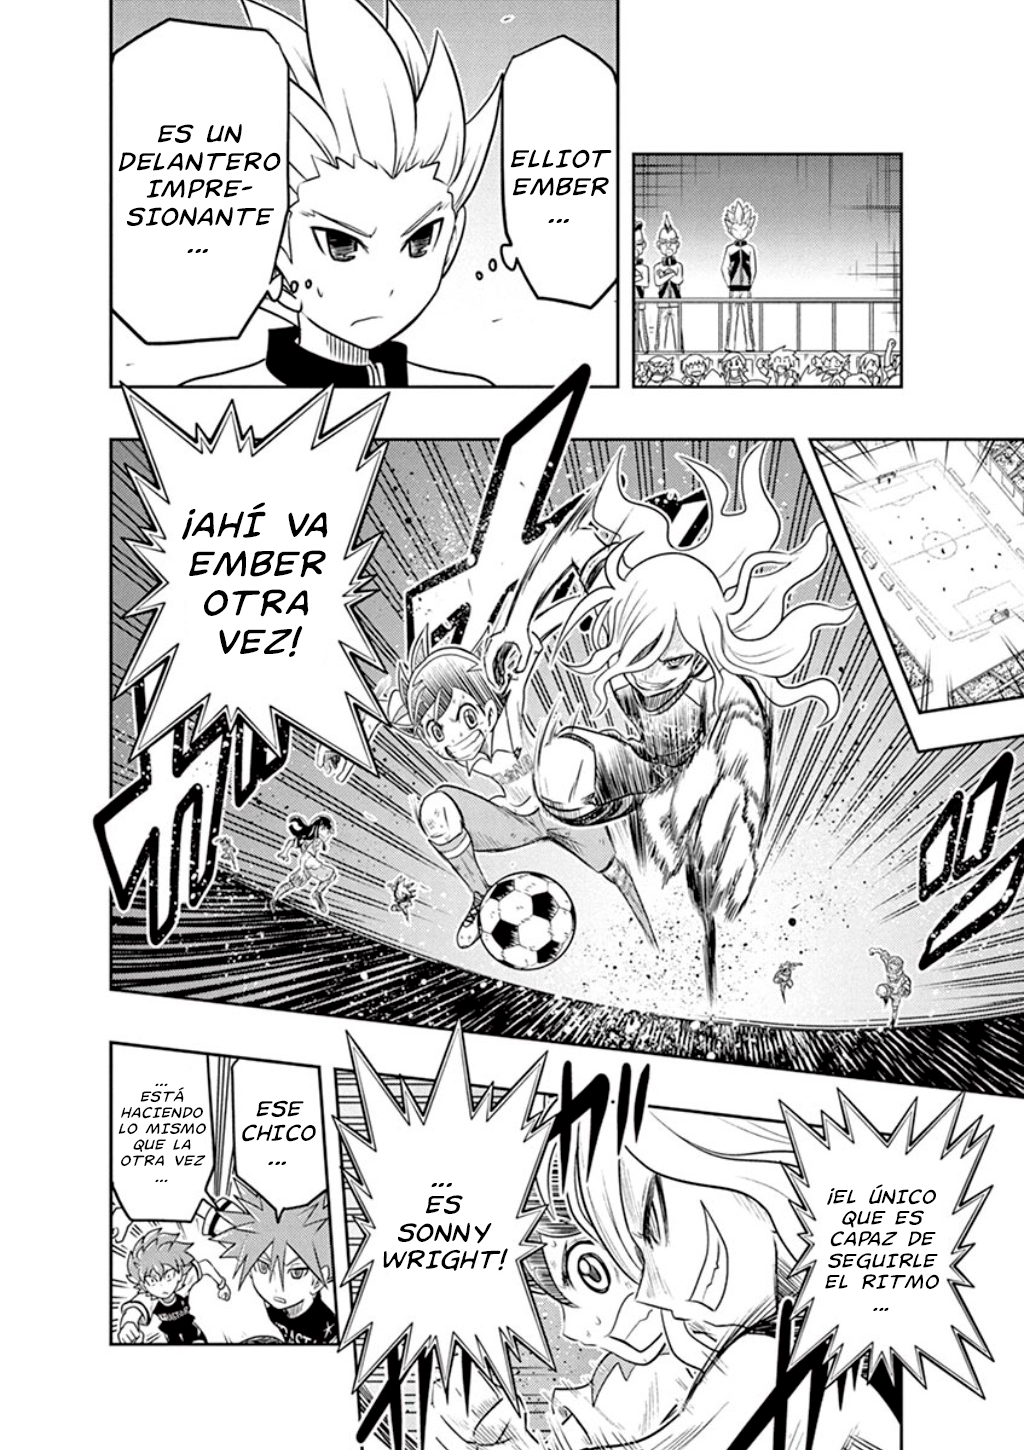 ELLIOT
EMBER
...
ES UN
DELANTERO
IMPRE-
SIONANTE
...
¡AHÍ VA
EMBER
OTRA
VEZ!
¡EL ÚNICO
QUE ES
CAPAZ DE
SEGUIRLE
EL RITMO
...
...
ES
SONNY
WRIGHT!
ESE
CHICO
...
...
ESTÁ
HACIENDO
LO MISMO
QUE LA
OTRA VEZ
...